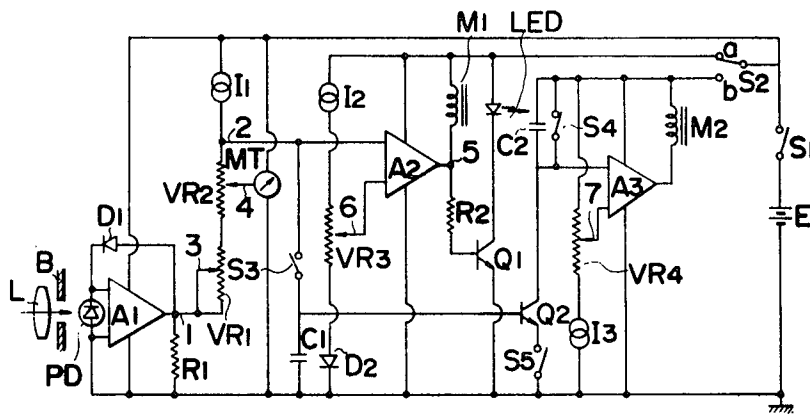 M1 LED
a
I1 I2 b S2
2 C2 S4 M2 S1
MT A2 5 A3
VR2 4 6 R2 7 E
D1
3 S3 VR3 Q1 VR4
B
L A1 1 VR1 Q2
PD R1 C1 D2 S5 I3